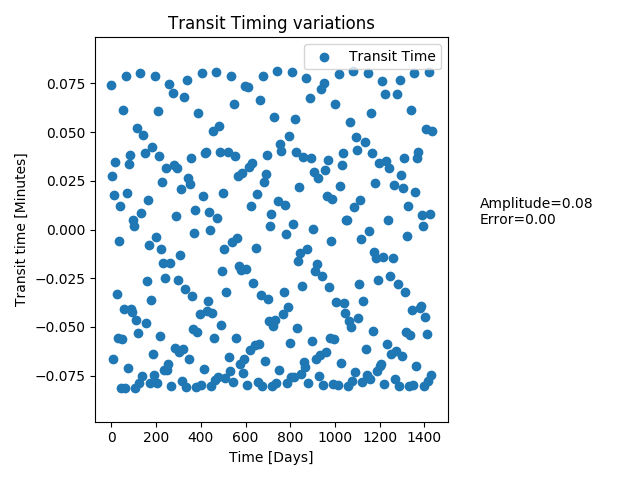 Transit Timing variations
Transit Time
0.075
0.050
0.025
0.000
−0.025
−0.050
−0.075
Transit time [Minutes]
0 200 400 600 800 1000 1200 1400
Time [Days]
Amplitude=0.08
Error=0.00